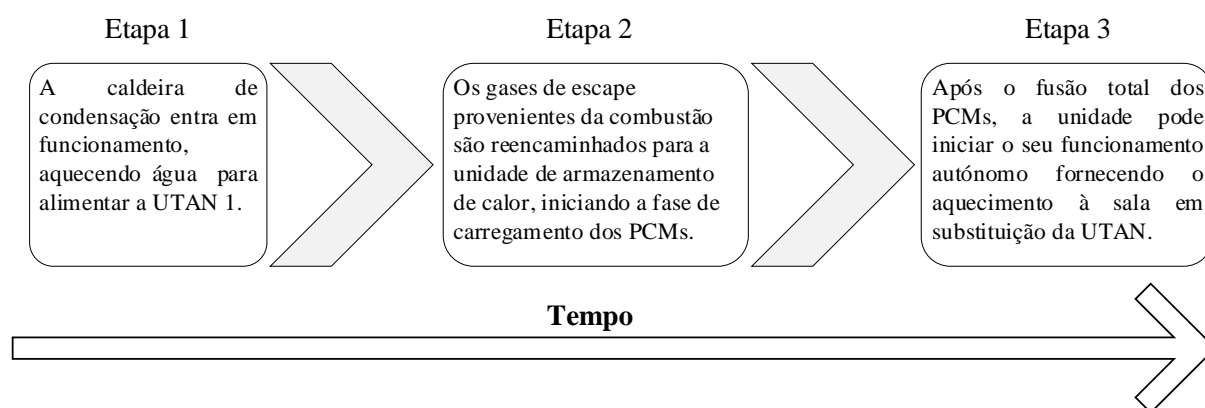 Etapa 1
A caldeira de
condensação entra em
funcionamento,
aquecendo água para
alimentar a UTAN 1.
Etapa 2
Os gases de escape
provenientes da combustão
são reencaminhados para a
unidade de armazenamento
de calor, iniciando a fase de
carregamento dos PCMs.
Etapa 3
Após o fusão total dos
PCMs, a unidade pode
iniciar o seu funcionamento
autónomo fornecendo o
aquecimento à sala em
substituição da UTAN.
Tempo